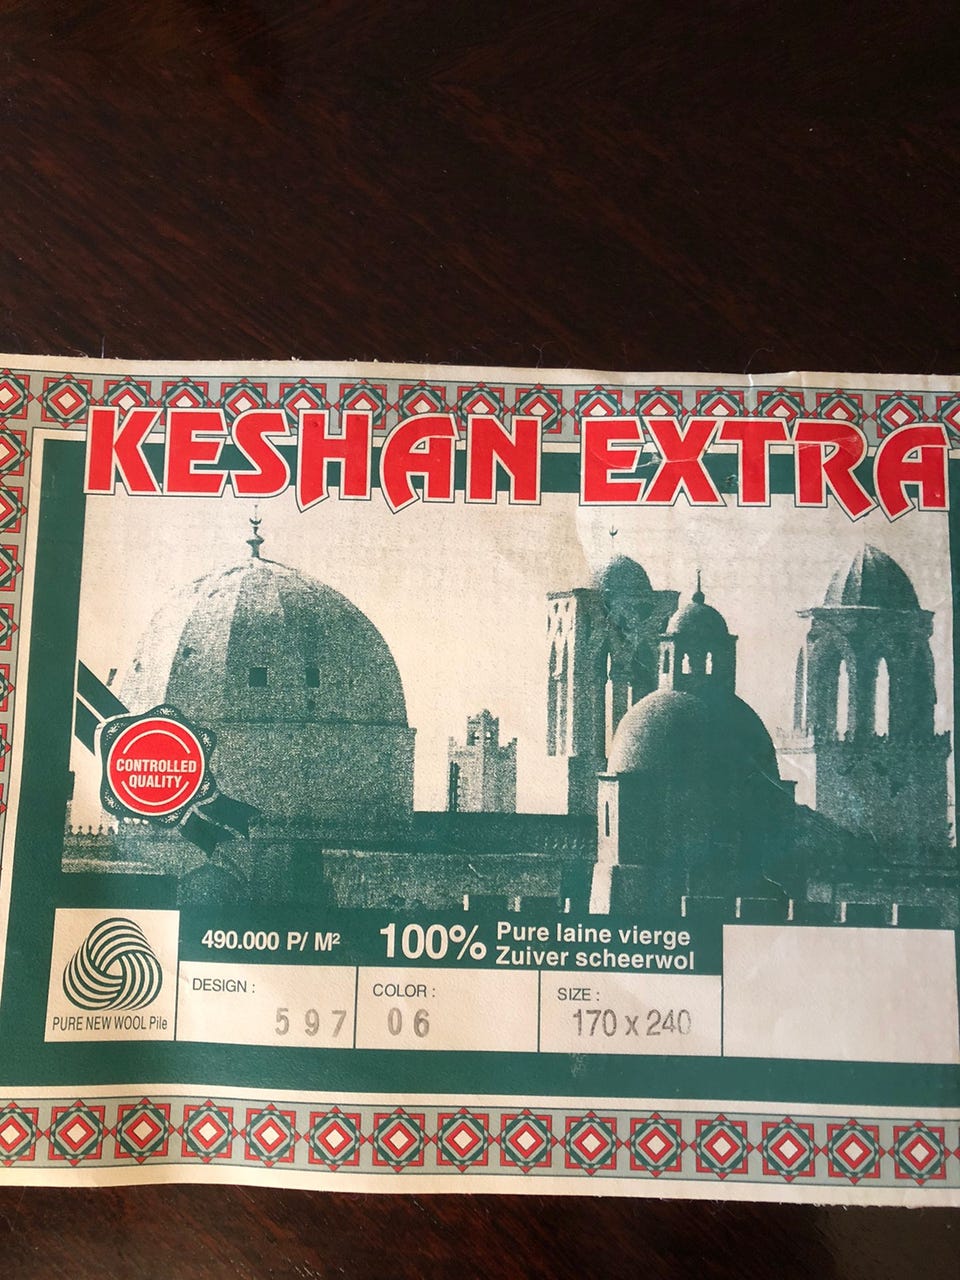 KESHAN EXTRA
CONTROLLED
QUALITY
490.000 P/ M²
100% Pure laine vierge
Zuiver scheerwol
PURE NEW WOOL Pile
DESIGN :
597
COLOR :
06
SIZE :
170 x 240